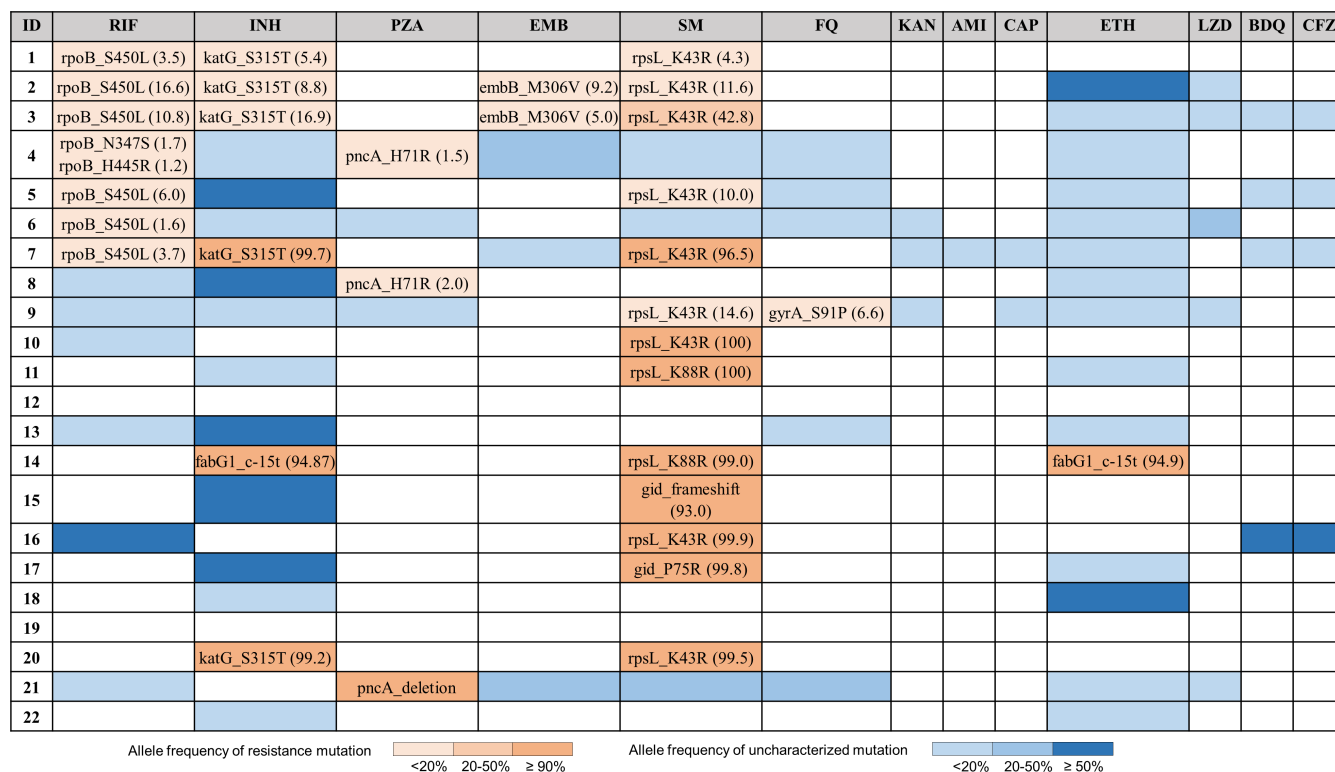 ID RIF INH PZA EMB SM FQ KAN AMI CAP ETH LZD BDQ CFZ
1 rpoB_S450L (3.5) katG_S315T (5.4) rpsL_K43R (4.3)
2 rpoB_S450L (16.6) katG_S315T (8.8) embB_M306V (9.2) rpsL_K43R (11.6)
3 rpoB_S450L (10.8) katG_S315T (16.9) embB_M306V (5.0) rpsL_K43R (42.8)
4 rpoB_N347S (1.7) pncA_H71R (1.5)
rpoB_H445R (1.2)
5 rpoB_S450L (6.0) rpsL_K43R (10.0)
6 rpoB_S450L (1.6)
7 rpoB_S450L (3.7) katG_S315T (99.7) rpsL_K43R (96.5)
8 pncA_H71R (2.0)
9 rpsL_K43R (14.6) gyrA_S91P (6.6)
10 rpsL_K43R (100)
11 rpsL_K88R (100)
12
13
14 fabG1_c-15t (94.87) rpsL_K88R (99.0) fabG1_c-15t (94.9)
15 gid_frameshift
(93.0)
16 rpsL_K43R (99.9)
17 gid_P75R (99.8)
18
19
20 katG_S315T (99.2) rpsL_K43R (99.5)
21 pncA_deletion
22
Allele frequency of resistance mutation Allele frequency of uncharacterized mutation
<20% 20-50% ≥ 90% <20% 20-50% ≥ 50%